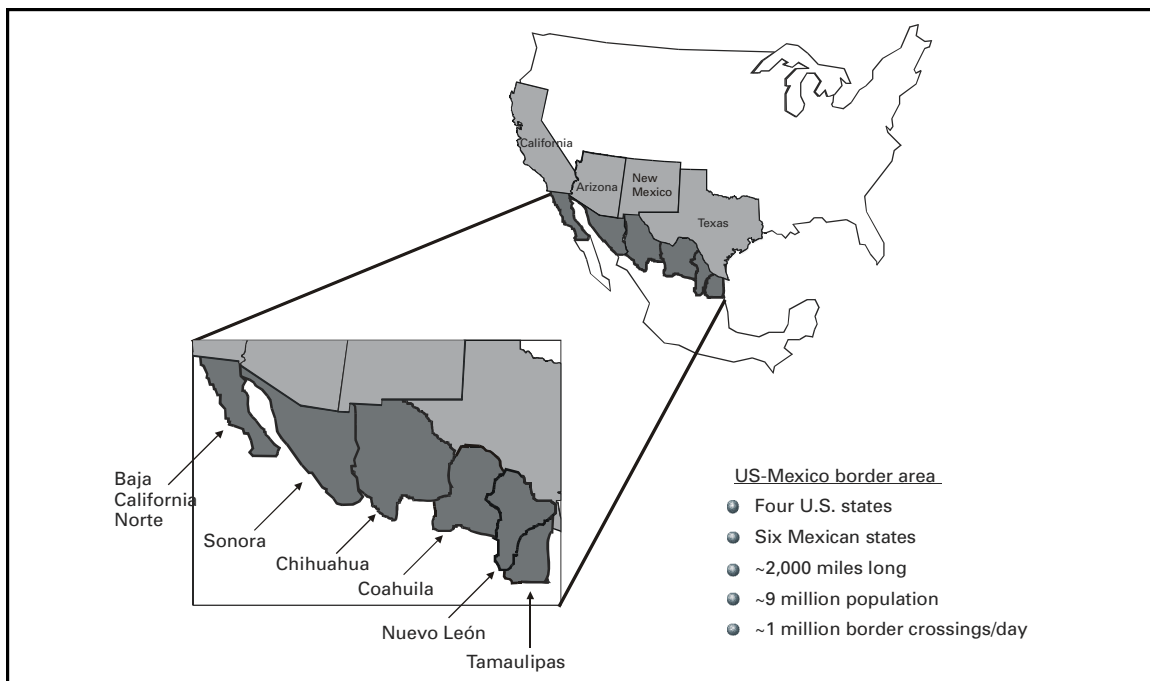 California
Arizona
New
Mexico
Texas
Baja
California
Norte
Sonora
Chihuahua
Coahuila
Nuevo León
Tamaulipas
US-Mexico border area
Four U.S. states
Six Mexican states
~2,000 miles long
~9 million population
~1 million border crossings/day